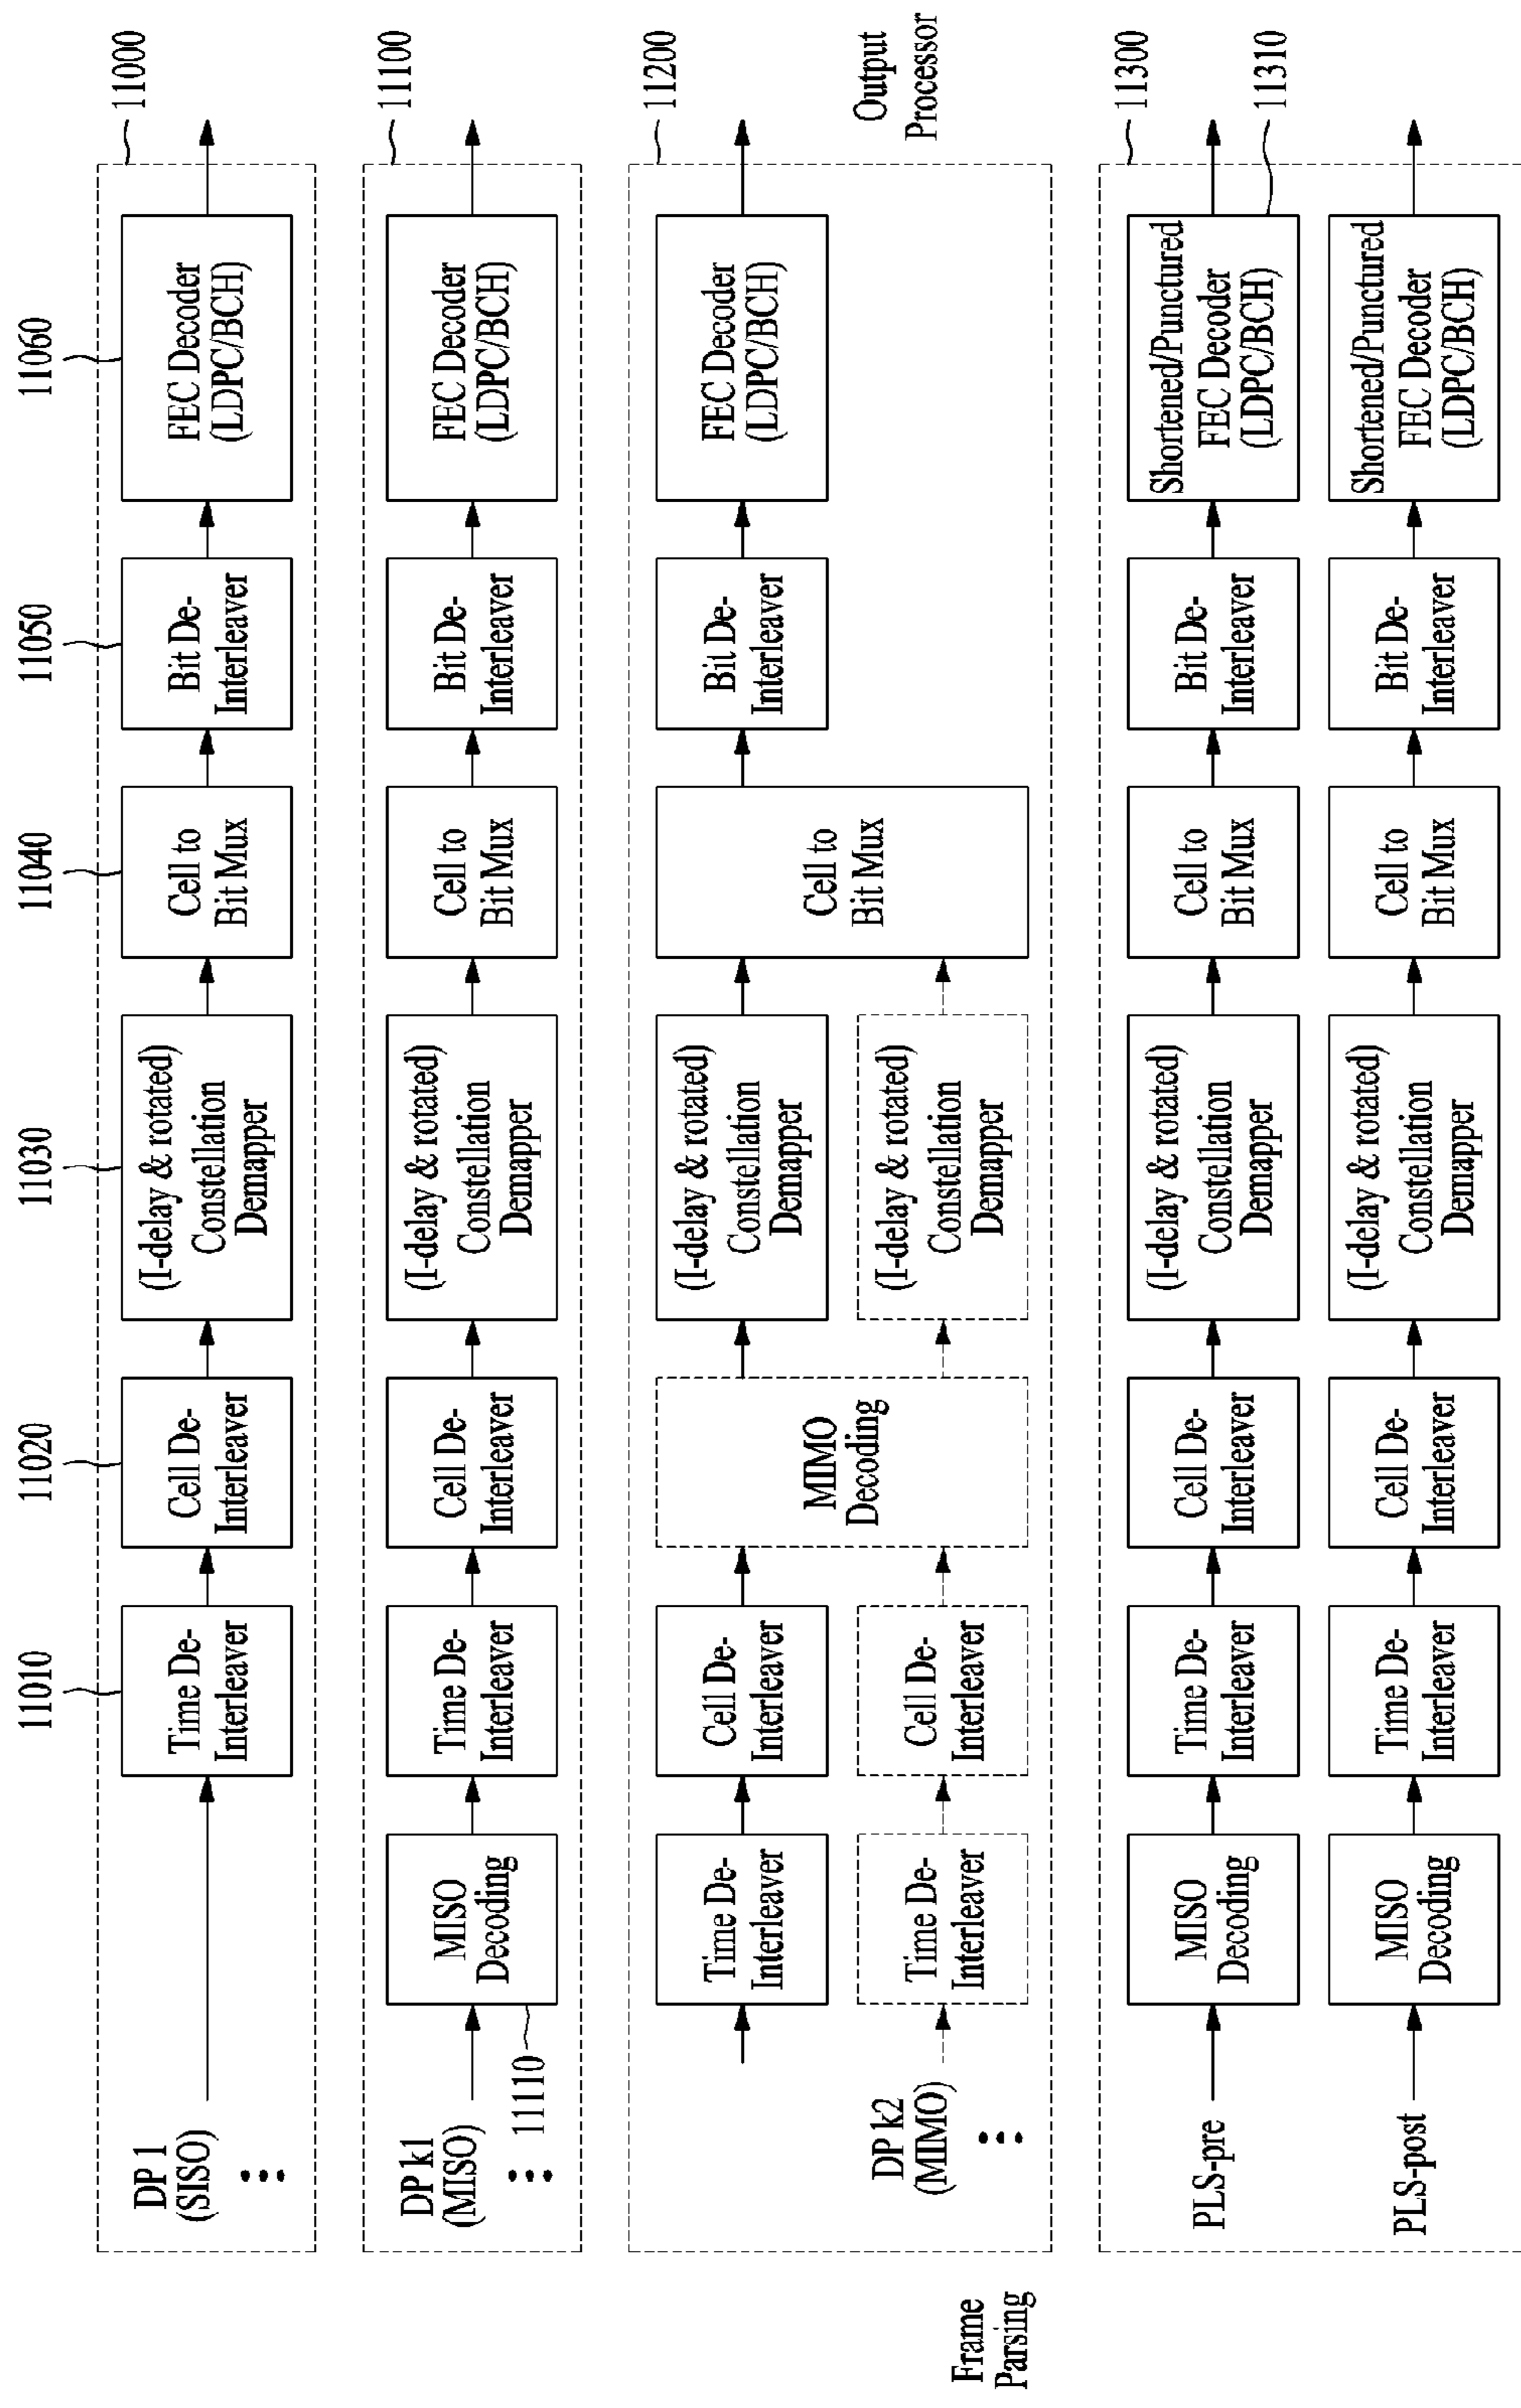 11010
11020
11030
11040
11050
11060
DP 1
(SISO)
Time De-
Interleaver
Cell De-
Interleaver
(I-delay & rotated)
Constellation
Demapper
Cell to
Bit Mux
Bit De-
Interleaver
FEC Decoder
(LDPC/BCH)
11000
DP k1
(MISO)
11110
MISO
Decoding
Time De-
Interleaver
Cell De-
Interleaver
(I-delay & rotated)
Constellation
Demapper
Cell to
Bit Mux
Bit De-
Interleaver
FEC Decoder
(LDPC/BCH)
11100
Frame
Parsing
DP k2
(MIMO)
Time De-
Interleaver
Cell De-
Interleaver
Time De-
Interleaver
Cell De-
Interleaver
MIMO
Decoding
(I-delay & rotated)
Constellation
Demapper
(I-delay & rotated)
Constellation
Demapper
Cell to
Bit Mux
Bit De-
Interleaver
FEC Decoder
(LDPC/BCH)
11200
Output
Processor
PLS-pre
MISO
Decoding
Time De-
Interleaver
Cell De-
Interleaver
(I-delay & rotated)
Constellation
Demapper
Cell to
Bit Mux
Bit De-
Interleaver
Shortened/Punctured
FEC Decoder
(LDPC/BCH)
11300
11310
PLS-post
MISO
Decoding
Time De-
Interleaver
Cell De-
Interleaver
(I-delay & rotated)
Constellation
Demapper
Cell to
Bit Mux
Bit De-
Interleaver
Shortened/Punctured
FEC Decoder
(LDPC/BCH)